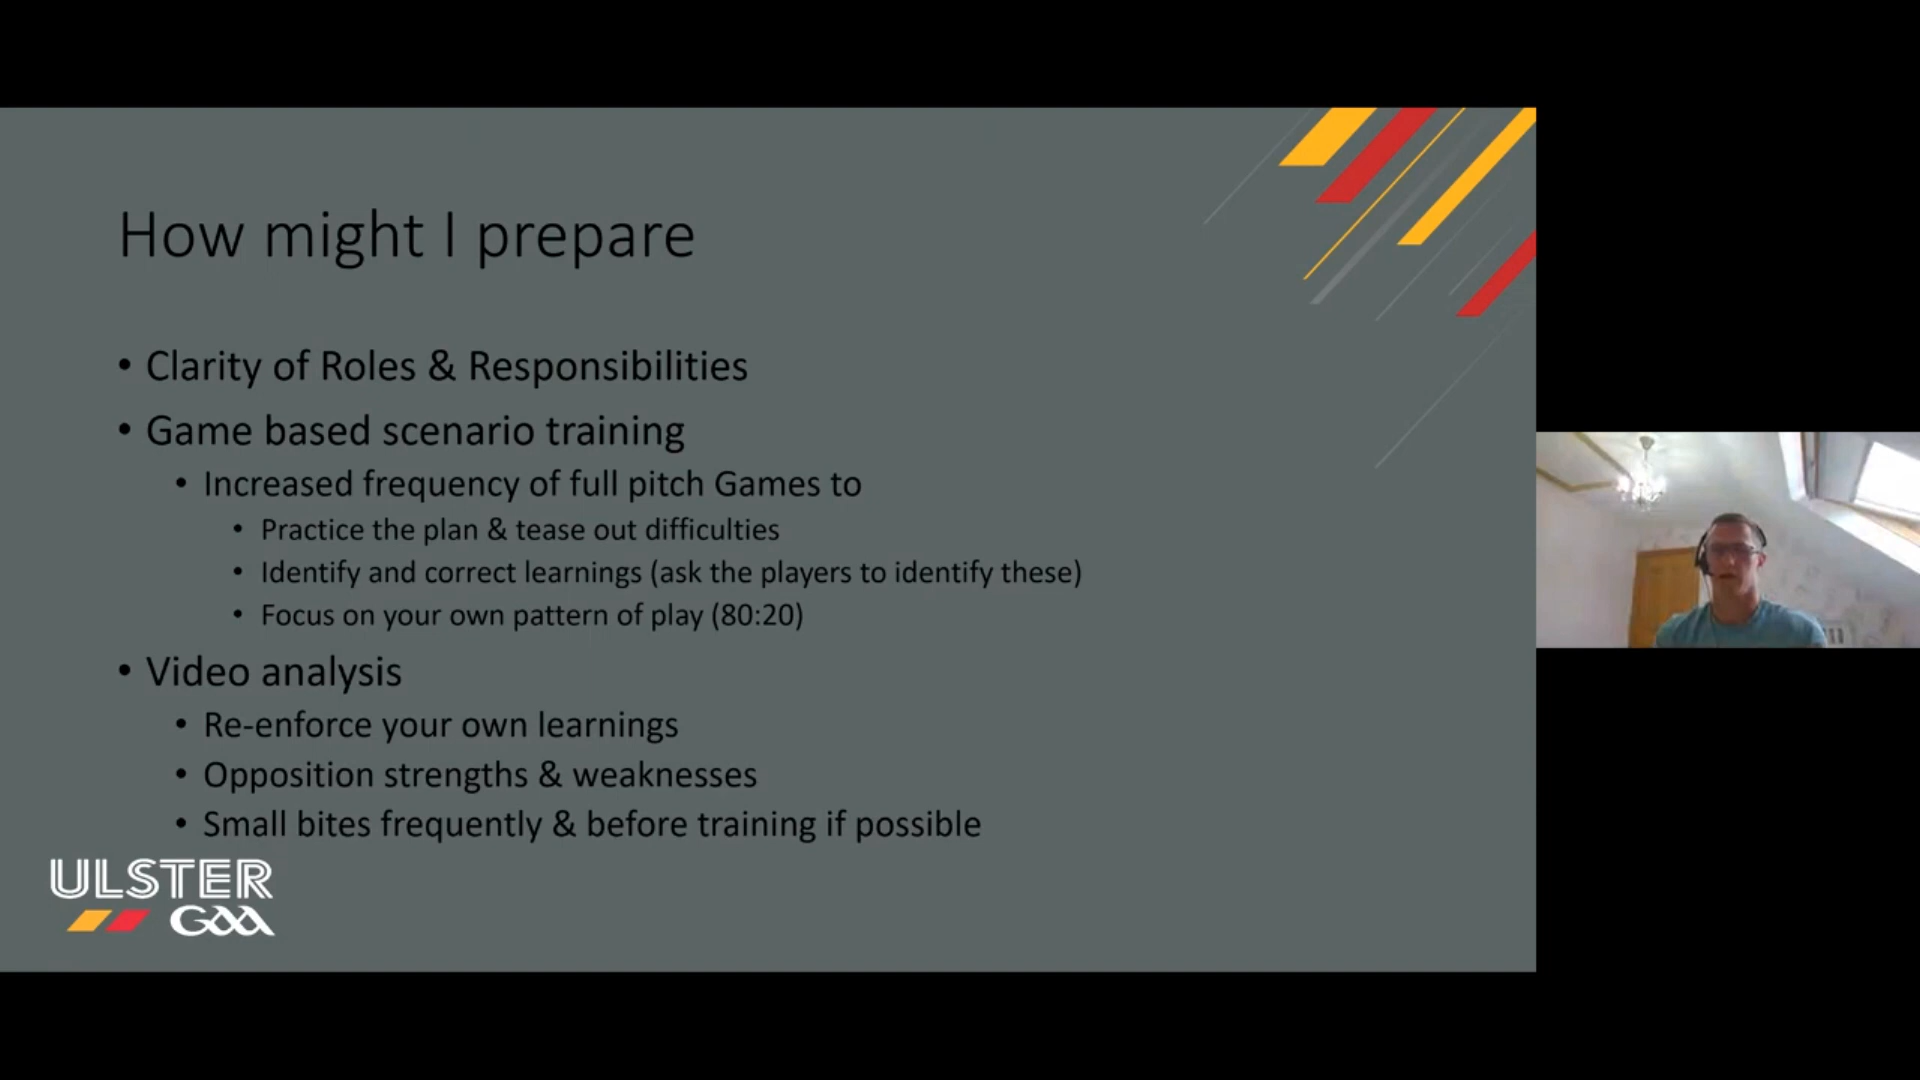 How might I prepare
• Clarity of Roles & Responsibilities
• Game based scenario training
• Increased frequency of full pitch Games to
• Practice the plan & tease out difficulties
• Identify and correct learnings (ask the players to identify these)
• Focus on your own pattern of play (80:20)
• Video analysis
• Re-enforce your own learnings
• Opposition strengths & weaknesses
• Small bites frequently & before training if possible
ULSTER
GAA